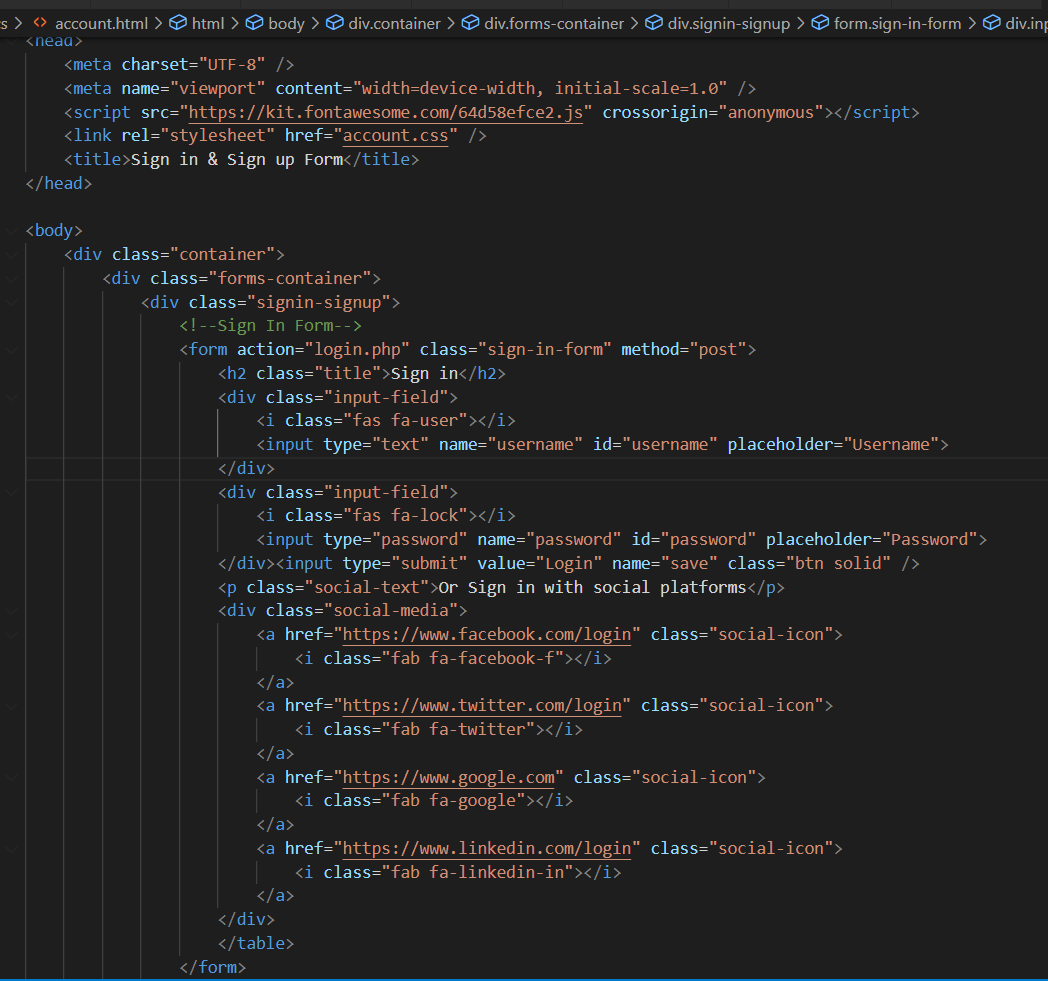 s > account.html > html > body > div.container > div.forms-container > div.signin-signup > form.sign-in-form > div.inp
<head>
<meta charset="UTF-8" />
<meta name="viewport" content="width=device-width, initial-scale=1.0" />
<script src="https://kit.fontawesome.com/64d58efce2.js" crossorigin="anonymous"></script>
<link rel="stylesheet" href="account.css" />
<title>Sign in & Sign up Form</title>
</head>
<body>
<div class="container">
<div class="forms-container">
<div class="signin-signup">
<!--Sign In Form-->
<form action="login.php" class="sign-in-form" method="post">
<h2 class="title">Sign in</h2>
<div class="input-field">
<i class="fas fa-user"></i>
<input type="text" name="username" id="username" placeholder="Username">
</div>
<div class="input-field">
<i class="fas fa-lock"></i>
<input type="password" name="password" id="password" placeholder="Password">
</div><input type="submit" value="Login" name="save" class="btn solid" />
<p class="social-text">Or Sign in with social platforms</p>
<div class="social-media">
<a href="https://www.facebook.com/login" class="social-icon">
<i class="fab fa-facebook-f"></i>
</a>
<a href="https://www.twitter.com/login" class="social-icon">
<i class="fab fa-twitter"></i>
</a>
<a href="https://www.google.com" class="social-icon">
<i class="fab fa-google"></i>
</a>
<a href="https://www.linkedin.com/login" class="social-icon">
<i class="fab fa-linkedin-in"></i>
</a>
</div>
</table>
</form>